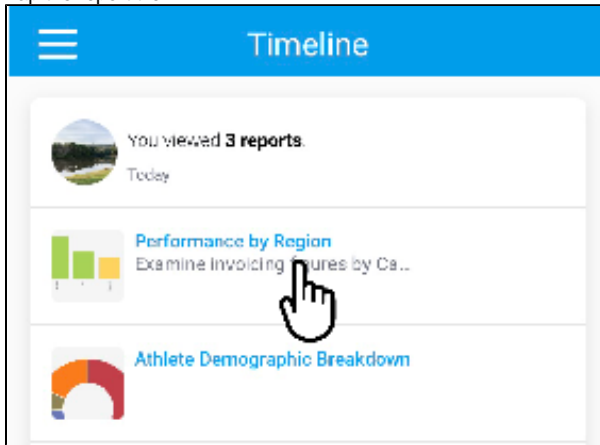 Timeline
You viewed 3 reports.
Today
Performance by Region
Examine invoicing figures by Ca...
Athlete Demographic Breakdown